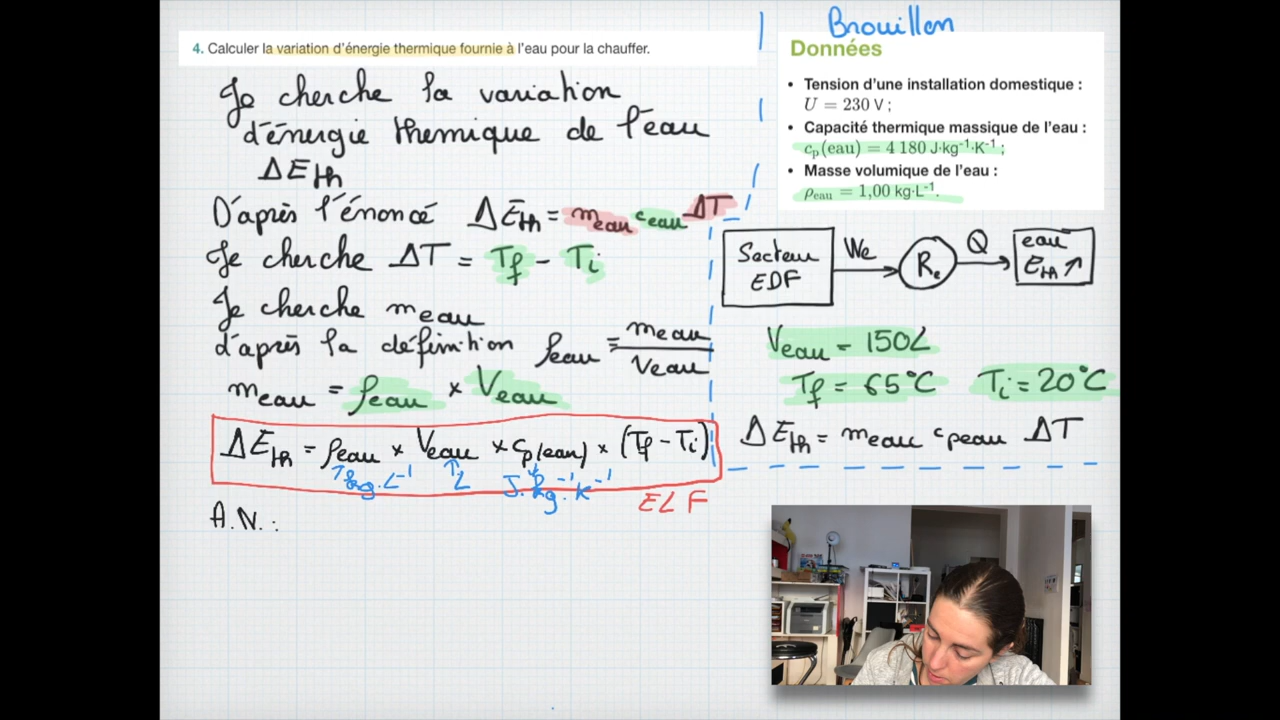 Brouillon
4. Calculer la variation d'énergie thermique fournie à l'eau pour la chauffer.
Je cherche la variation
d'énergie themique de l'eau
ΔEth
D'après l'énoncé ΔEth = meau ceau ΔT
Je cherche ΔT = Tf - Ti
Je cherche meau
d'après la définition ρeau = meau / Veau
meau = ρeau × Veau
ΔEth = ρeau × Veau × cp(eau) × (Tf - Ti)
kg.L⁻¹ L J.kg⁻¹.K⁻¹
ELF
A.N. :
Données
• Tension d'une installation domestique :
U = 230 V ;
• Capacité thermique massique de l'eau :
cp(eau) = 4 180 J·kg⁻¹·K⁻¹ ;
• Masse volumique de l'eau :
ρeau = 1,00 kg·L⁻¹.
Secteur We Re Q eau
EDF Eth ↗
Veau = 150L
Tf = 65°C Ti = 20°C
ΔEth = meau cpeau ΔT